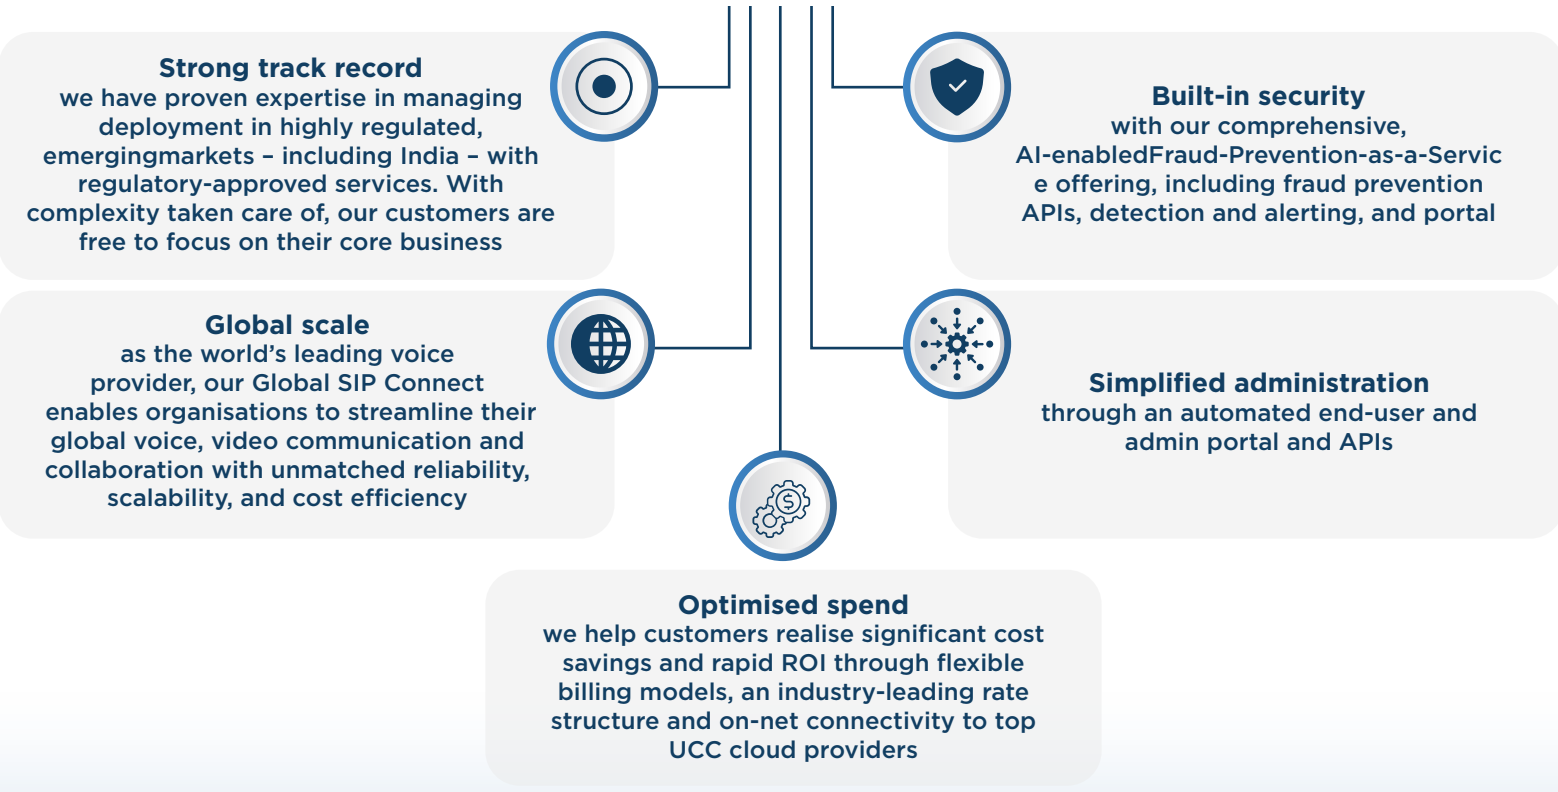 Strong track record
we have proven expertise in managing
deployment in highly regulated,
emergingmarkets – including India – with
regulatory-approved services. With
complexity taken care of, our customers are
free to focus on their core business
Built-in security
with our comprehensive,
AI-enabledFraud-Prevention-as-a-Servic
e offering, including fraud prevention
APIs, detection and alerting, and portal
Global scale
as the world’s leading voice
provider, our Global SIP Connect
enables organisations to streamline their
global voice, video communication and
collaboration with unmatched reliability,
scalability, and cost efficiency
Simplified administration
through an automated end-user and
admin portal and APIs
$
Optimised spend
we help customers realise significant cost
savings and rapid ROI through flexible
billing models, an industry-leading rate
structure and on-net connectivity to top
UCC cloud providers